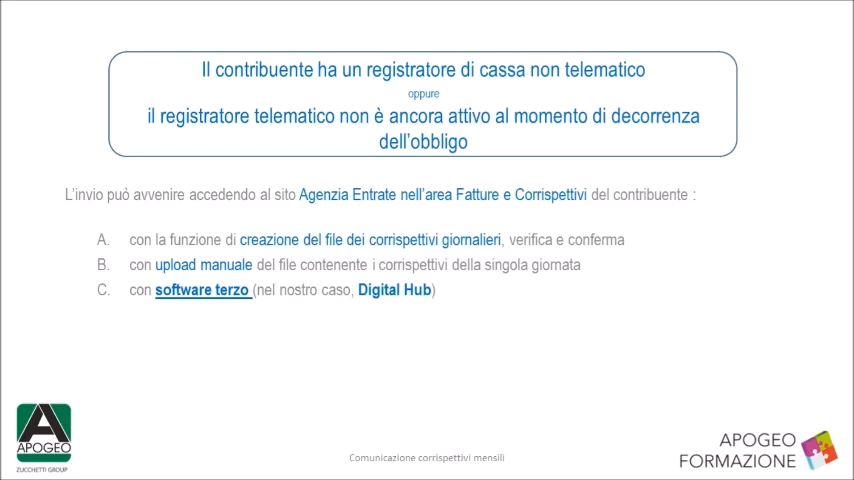 Il contribuente ha un registratore di cassa non telematico
oppure
il registratore telematico non è ancora attivo al momento di decorrenza
dell'obbligo
L'invio può avvenire accedendo al sito Agenzia Entrate nell'area Fatture e Corrispettivi del contribuente :
A. con la funzione di creazione del file dei corrispettivi giornalieri, verifica e conferma
B. con upload manuale del file contenente i corrispettivi della singola giornata
C. con software terzo (nel nostro caso, Digital Hub)
A
APOGEO
ZUCCHETTI GROUP
Comunicazione corrispettivi mensili
APOGEO
FORMAZIONE